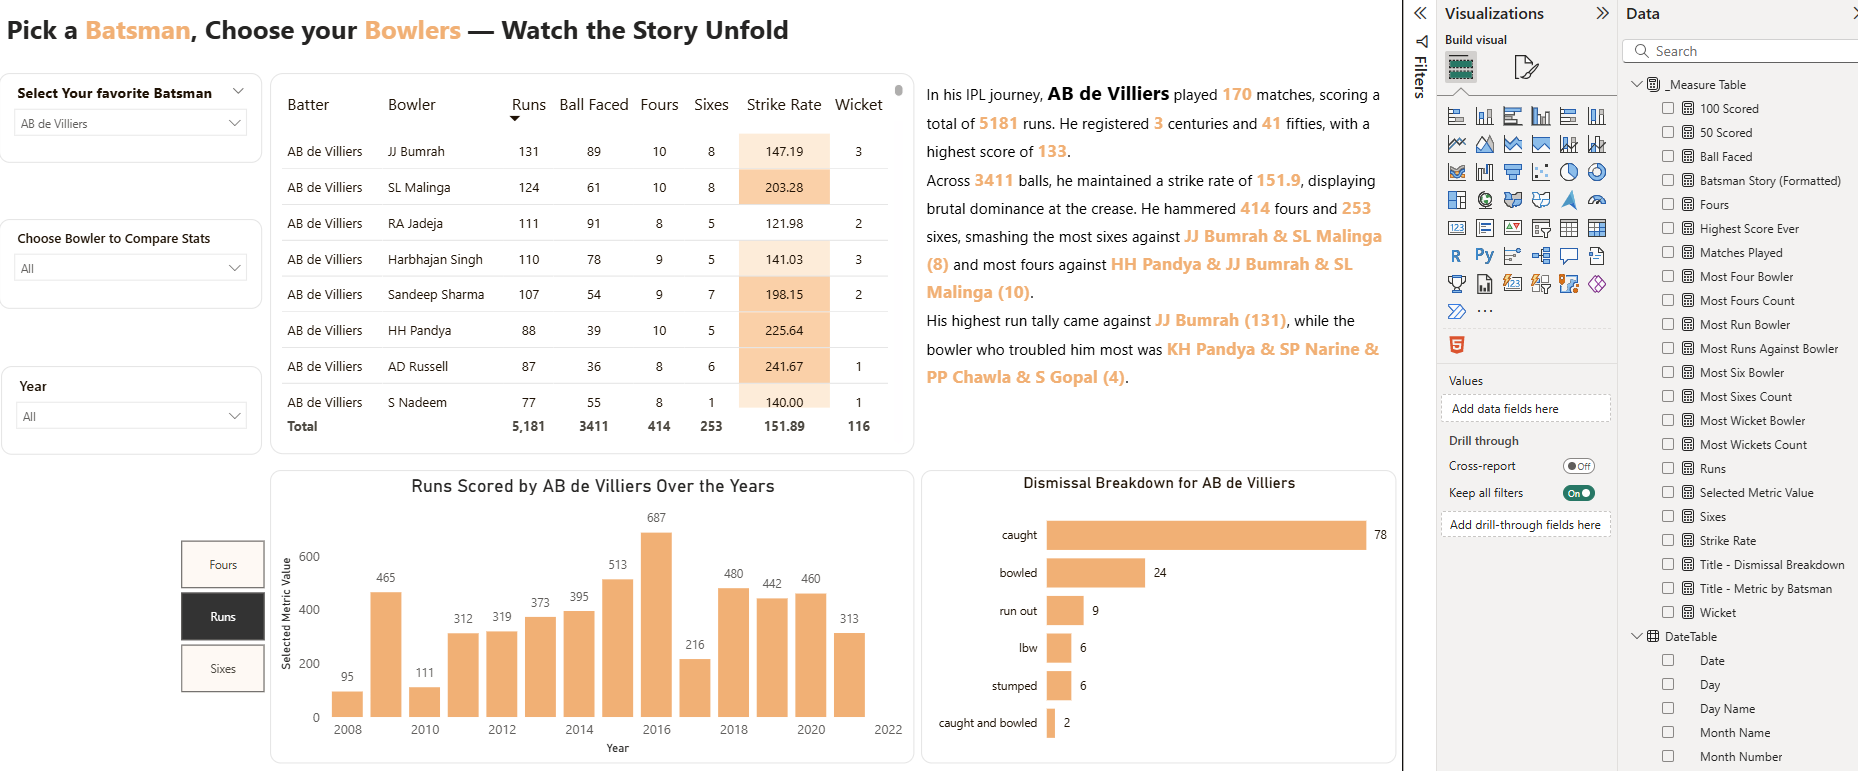 Pick a Batsman, Choose your Bowlers — Watch the Story Unfold
Select Your favorite Batsman
AB de Villiers
Choose Bowler to Compare Stats
All
Year
All
Batter Bowler Runs Ball Faced Fours Sixes Strike Rate Wicket
AB de Villiers JJ Bumrah 131 89 10 8 147.19 3
AB de Villiers SL Malinga 124 61 10 8 203.28
AB de Villiers RA Jadeja 111 91 8 5 121.98 2
AB de Villiers Harbhajan Singh 110 78 9 5 141.03 3
AB de Villiers Sandeep Sharma 107 54 9 7 198.15 2
AB de Villiers HH Pandya 88 39 10 5 225.64
AB de Villiers AD Russell 87 36 8 6 241.67 1
AB de Villiers S Nadeem 77 55 8 1 140.00 1
Total 5,181 3411 414 253 151.89 116
In his IPL journey, AB de Villiers played 170 matches, scoring a
total of 5181 runs. He registered 3 centuries and 41 fifties, with a
highest score of 133.
Across 3411 balls, he maintained a strike rate of 151.9, displaying
brutal dominance at the crease. He hammered 414 fours and 253
sixes, smashing the most sixes against JJ Bumrah & SL Malinga
(8) and most fours against HH Pandya & JJ Bumrah & SL
Malinga (10).
His highest run tally came against JJ Bumrah (131), while the
bowler who troubled him most was KH Pandya & SP Narine &
PP Chawla & S Gopal (4).
Fours
Runs
Sixes
Runs Scored by AB de Villiers Over the Years
Selected Metric Value
600
400
200
0
95
465
111
312
319
373
395
513
687
216
480
442
460
313
2008 2010 2012 2014 2016 2018 2020 2022
Year
Dismissal Breakdown for AB de Villiers
caught 78
bowled 24
run out 9
lbw 6
stumped 6
caught and bowled 2
Filters
Visualizations
Build visual
123
R Py
123
5
Values
Add data fields here
Drill through
Cross-report Off
Keep all filters On
Add drill-through fields here
Data
Search
_Measure Table
100 Scored
50 Scored
Ball Faced
Batsman Story (Formatted)
Fours
Highest Score Ever
Matches Played
Most Four Bowler
Most Fours Count
Most Run Bowler
Most Runs Against Bowler
Most Six Bowler
Most Sixes Count
Most Wicket Bowler
Most Wickets Count
Runs
Selected Metric Value
Sixes
Strike Rate
Title - Dismissal Breakdown
Title - Metric by Batsman
Wicket
DateTable
Date
Day
Day Name
Month Name
Month Number